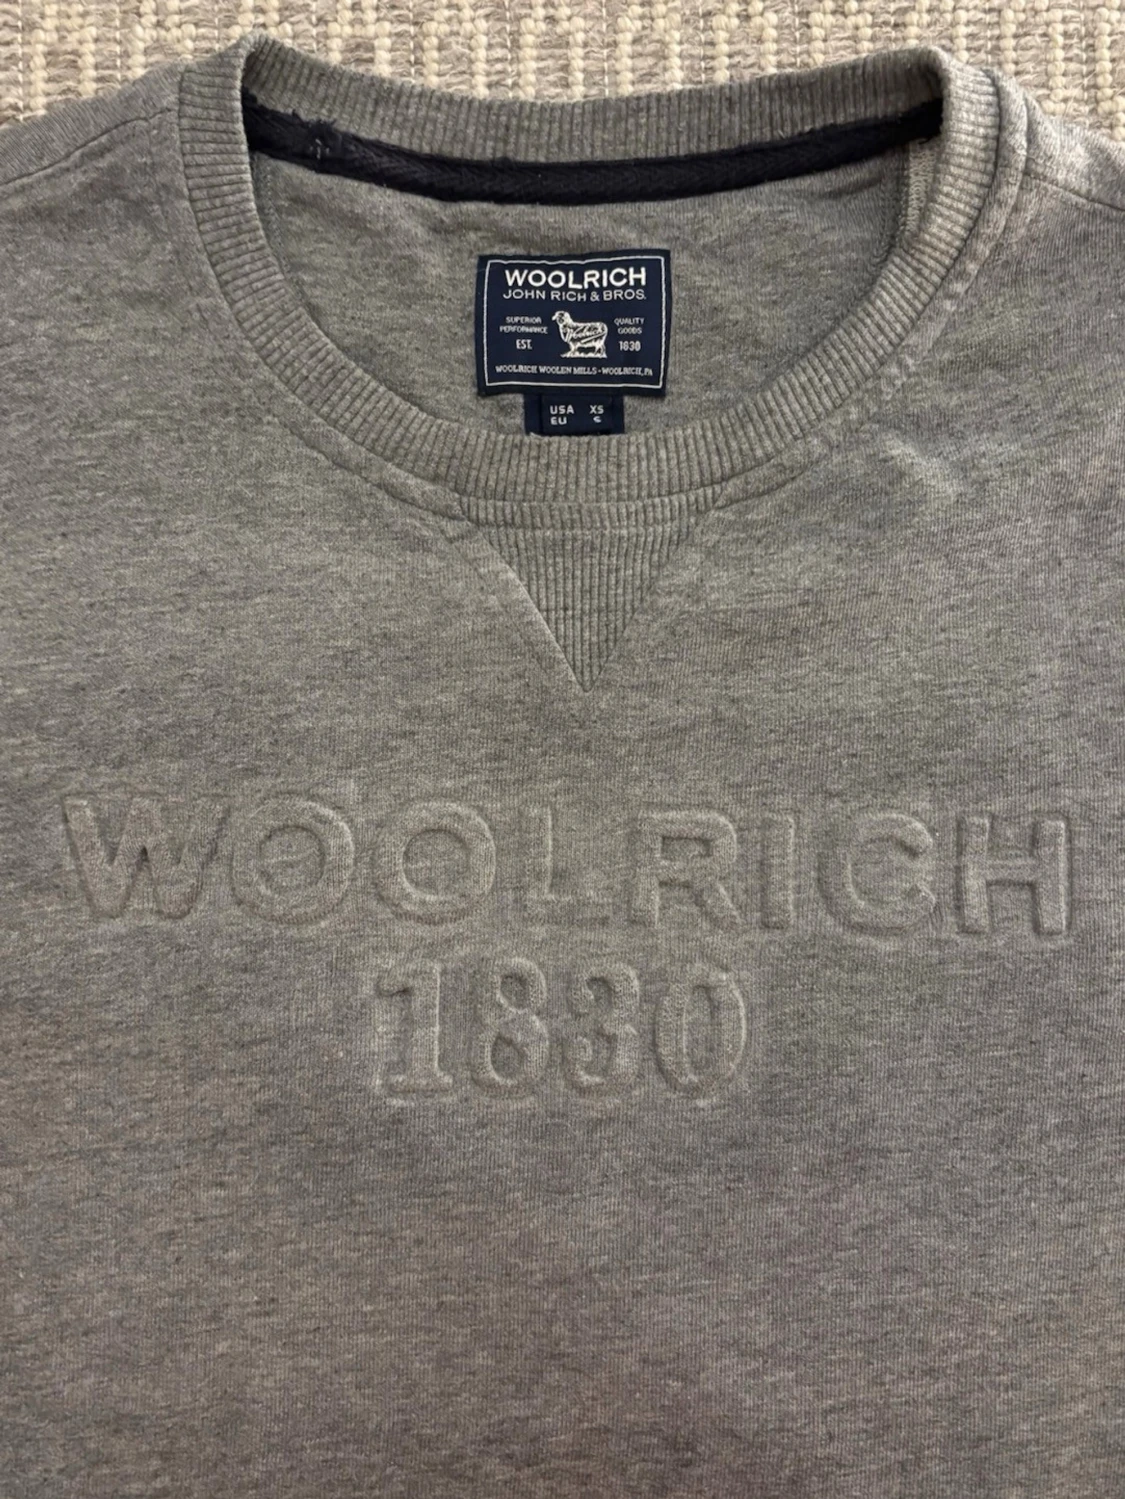 WOOLRICH
JOHN RICH & BROS.
SUPERIOR PERFORMANCE
QUALITY GOODS
Woolrich
EST. 1830
WOOLRICH WOOLEN MILLS - WOOLRICH, PA
USA XS
EU S
WOOLRICH
1830